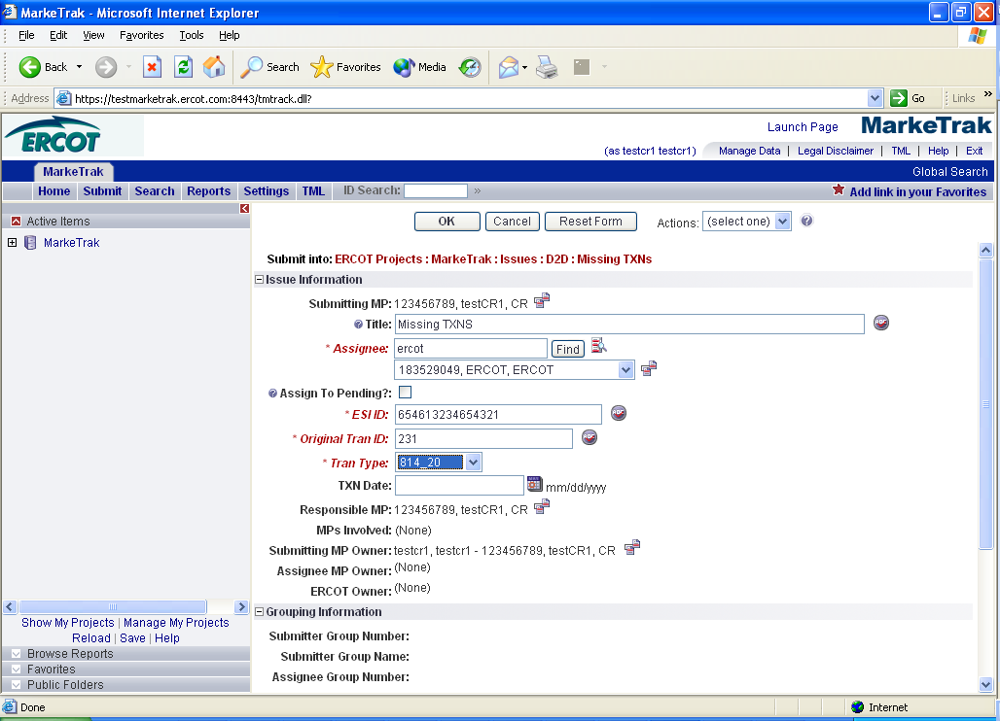 MarkeTrak - Microsoft Internet Explorer
File Edit View Favorites Tools Help
Back Search Favorites Media
Address https://testmarketrak.ercot.com:8443/tmtrack.dll? Go Links »
ERCOT Launch Page MarkeTrak
(as testcr1 testcr1) Manage Data | Legal Disclaimer | TML | Help | Exit
MarkeTrak Global Search
Home Submit Search Reports Settings TML ID Search: » Add link in your Favorites
Active Items
MarkeTrak
OK Cancel Reset Form Actions: (select one)
Submit into: ERCOT Projects : MarkeTrak : Issues : D2D : Missing TXNs
Issue Information
Submitting MP: 123456789, testCR1, CR
Title: Missing TXNS ABC
* Assignee: ercot Find
183529049, ERCOT, ERCOT
Assign To Pending?:
* ESI ID: 654613234654321 ABC
* Original Tran ID: 231 ABC
* Tran Type: 814_20
TXN Date: mm/dd/yyyy
Responsible MP: 123456789, testCR1, CR
MPs Involved: (None)
Submitting MP Owner: testcr1, testcr1 - 123456789, testCR1, CR
Assignee MP Owner: (None)
ERCOT Owner: (None)
Grouping Information
Submitter Group Number:
Submitter Group Name:
Assignee Group Number:
Show My Projects | Manage My Projects
Reload | Save | Help
Browse Reports
Favorites
Public Folders
Done Internet